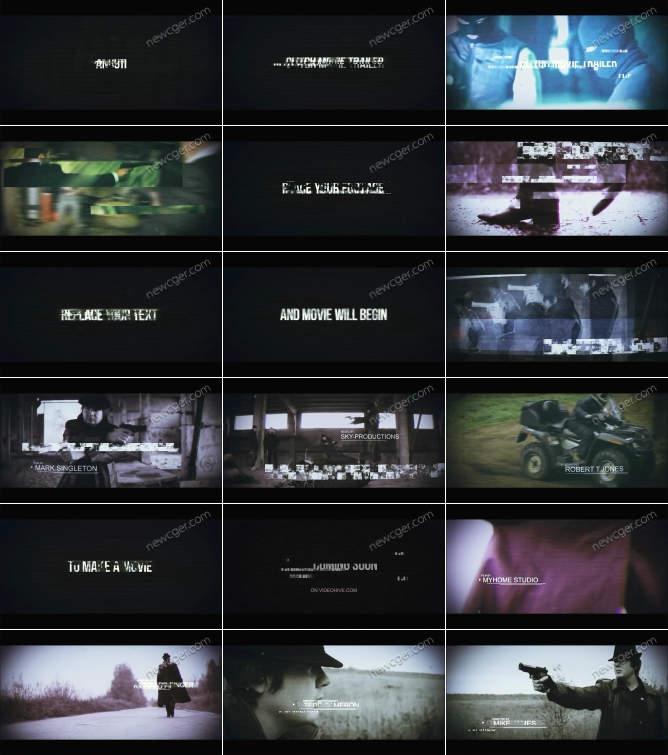 newcger.com
newcger.com
GLITCH MOVIE TRAILER
newcger.com
GLITCH MOVIE TRAILER
newcger.com
newcger.com
PLACE YOUR FOOTAGE
newcger.com
newcger.com
REPLACE YOUR TEXT
newcger.com
AND MOVIE WILL BEGIN
newcger.com
newcger.com
MARK SINGLETON
newcger.com
SKY-PRODUCTIONS
newcger.com
ROBERT T.JONES
newcger.com
TO MAKE A MOVIE
newcger.com
COMING SOON
ON VIDEOHIVE.COM
newcger.com
MYHOME STUDIO
newcger.com
newcger.com
newcger.com
MIKE